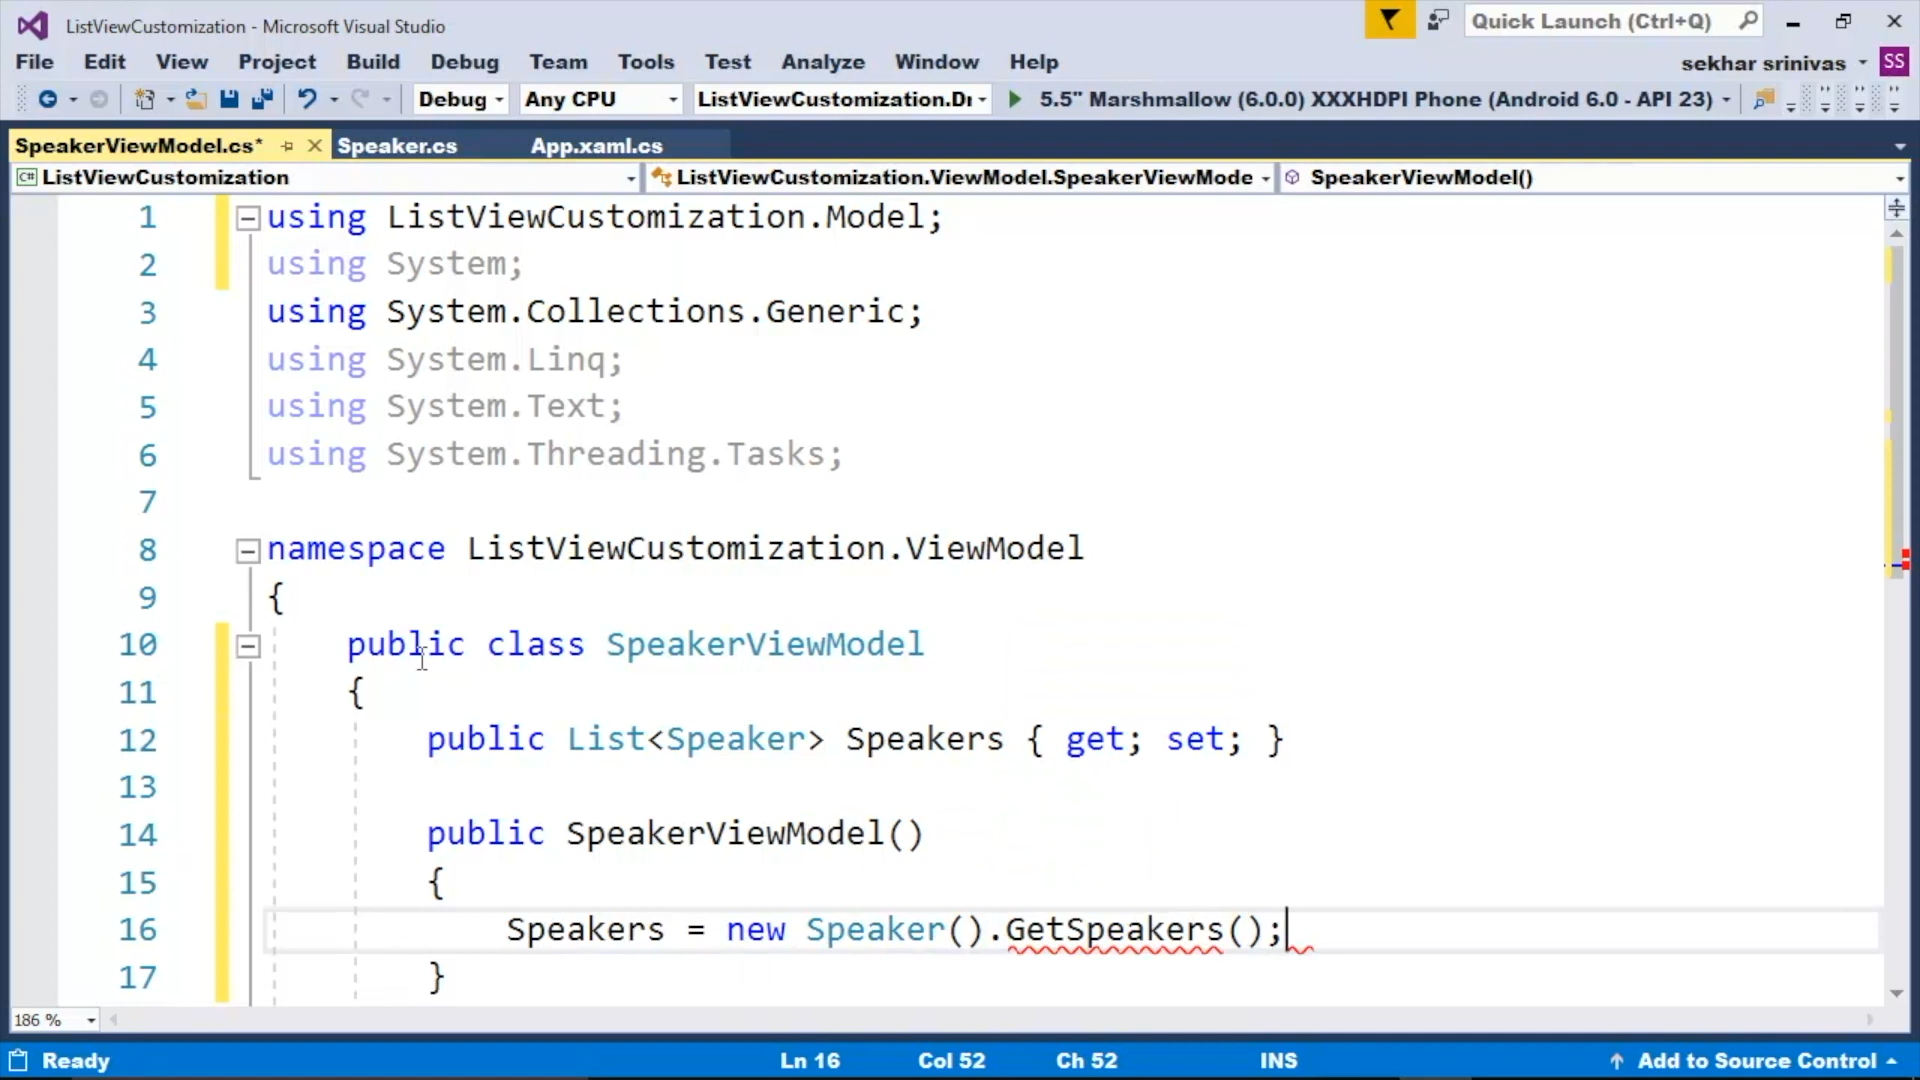 ListViewCustomization - Microsoft Visual Studio
Quick Launch (Ctrl+Q)
File Edit View Project Build Debug Team Tools Test Analyze Window Help
sekhar srinivas SS
Debug Any CPU ListViewCustomization.Dr 5.5" Marshmallow (6.0.0) XXXHDPI Phone (Android 6.0 - API 23)
SpeakerViewModel.cs* Speaker.cs App.xaml.cs
C# ListViewCustomization ListViewCustomization.ViewModel.SpeakerViewMode SpeakerViewModel()
1 using ListViewCustomization.Model;
2 using System;
3 using System.Collections.Generic;
4 using System.Linq;
5 using System.Text;
6 using System.Threading.Tasks;
7
8 namespace ListViewCustomization.ViewModel
9 {
10 public class SpeakerViewModel
11 {
12 public List<Speaker> Speakers { get; set; }
13
14 public SpeakerViewModel()
15 {
16 Speakers = new Speaker().GetSpeakers();
17 }
186 %
Ready Ln 16 Col 52 Ch 52 INS Add to Source Control